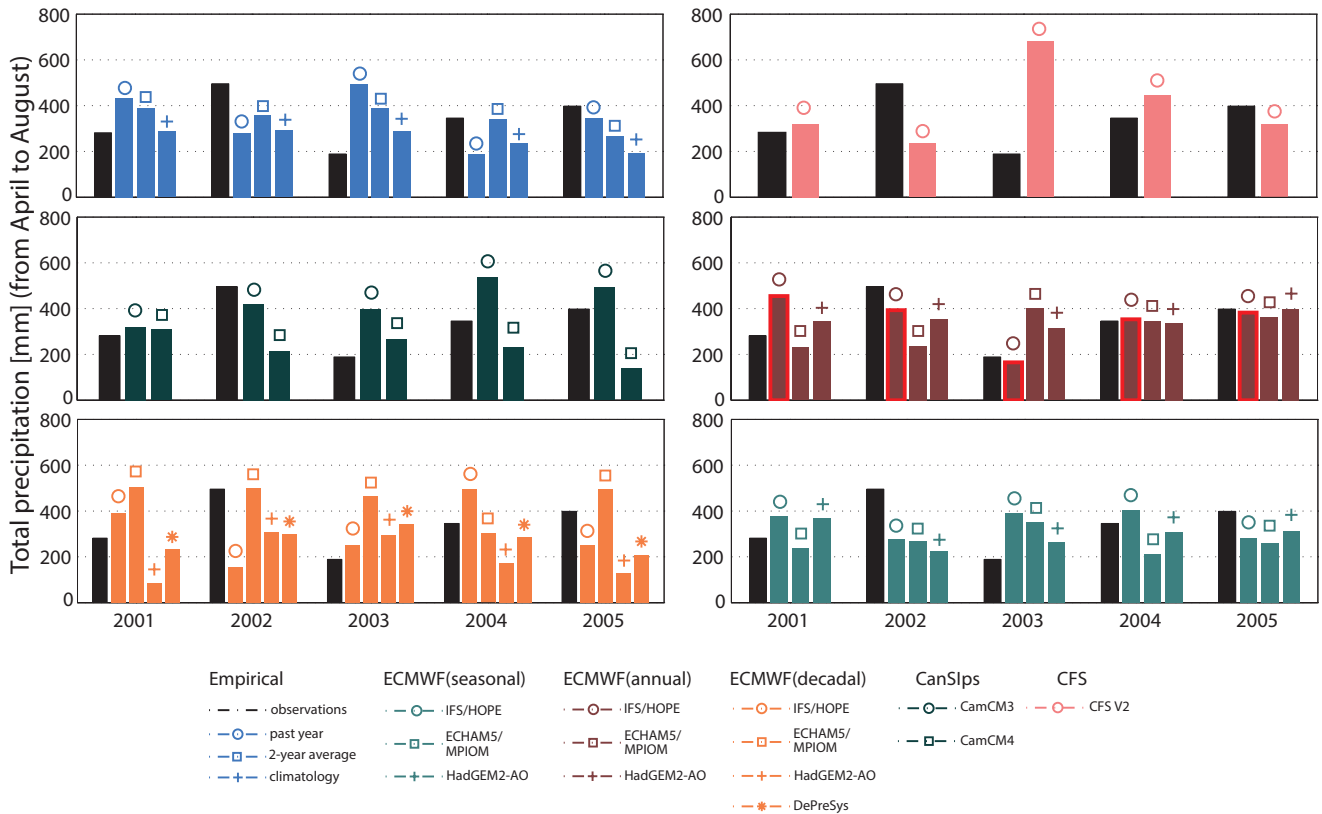 Total precipitation [mm] (from April to August)
800
600
400
200
0
800
600
400
200
0
800
600
400
200
0
800
600
400
200
0
800
600
400
200
0
2001 2002 2003 2004 2005
800
600
400
200
0
2001 2002 2003 2004 2005
Empirical
observations
past year
2-year average
climatology
ECMWF(seasonal)
IFS/HOPE
ECHAM5/
MPIOM
HadGEM2-AO
ECMWF(annual)
IFS/HOPE
ECHAM5/
MPIOM
HadGEM2-AO
ECMWF(decadal)
IFS/HOPE
ECHAM5/
MPIOM
HadGEM2-AO
DePreSys
CanSIps
CamCM3
CamCM4
CFS
CFS V2